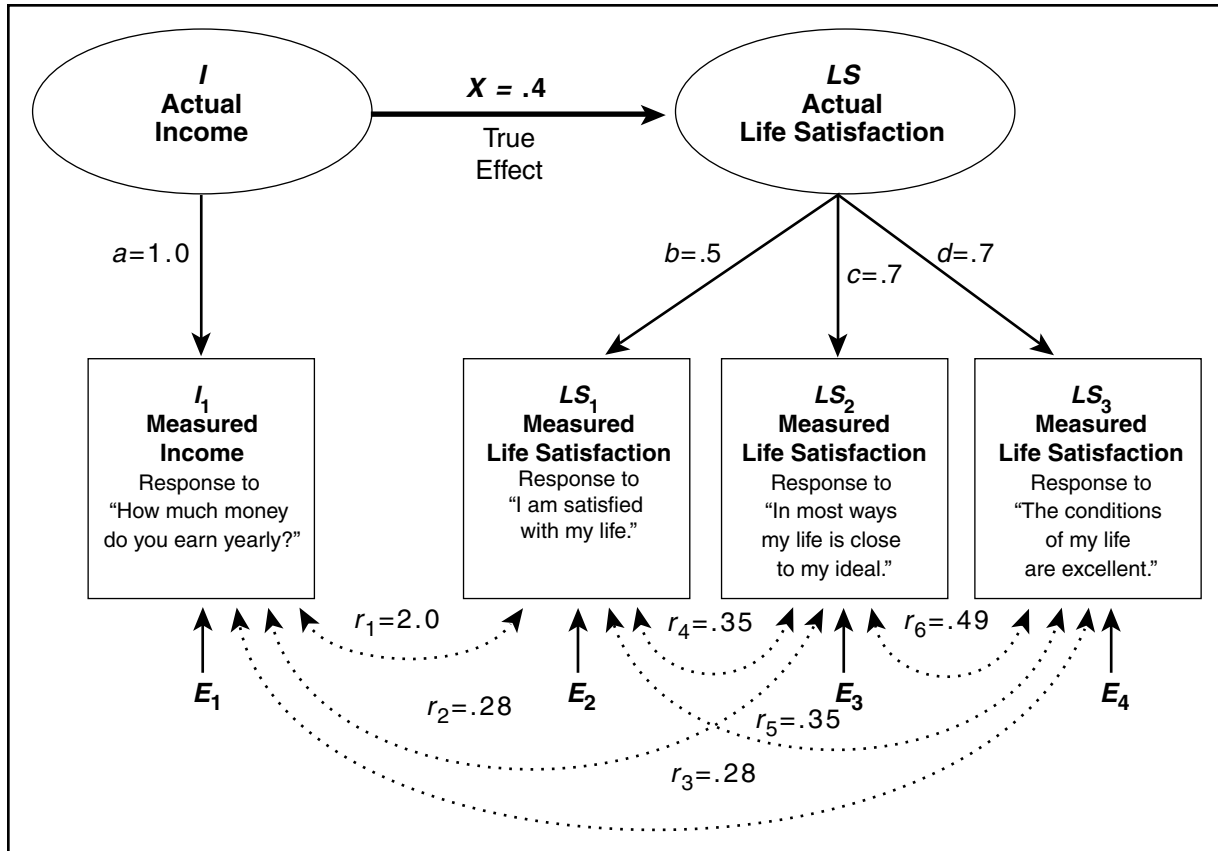 I
Actual
Income
X = .4
True
Effect
LS
Actual
Life Satisfaction
a=1.0
b=.5
c=.7
d=.7
I1
Measured
Income
Response to
“How much money
do you earn yearly?”
LS1
Measured
Life Satisfaction
Response to
“I am satisfied
with my life.”
LS2
Measured
Life Satisfaction
Response to
“In most ways
my life is close
to my ideal.”
LS3
Measured
Life Satisfaction
Response to
“The conditions
of my life
are excellent.”
r1=2.0
r4=.35
r6=.49
E1
E2
E3
E4
r2=.28
r5=.35
r3=.28